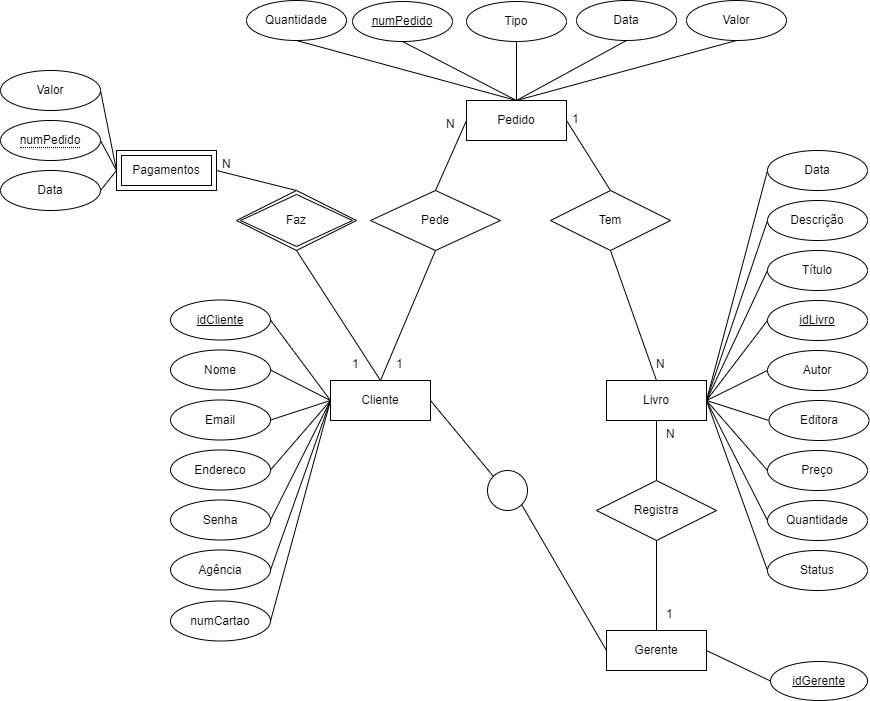 Quantidade
numPedido
Tipo
Data
Valor
Valor
numPedido
Data
Pagamentos
N
Faz
N
Pedido
1
Pede
Tem
Data
Descrição
Título
idLivro
Autor
Editora
Preço
Quantidade
Status
idCliente
Nome
Email
Endereco
Senha
Agência
numCartao
1
1
Cliente
N
Livro
N
Registra
1
Gerente
idGerente